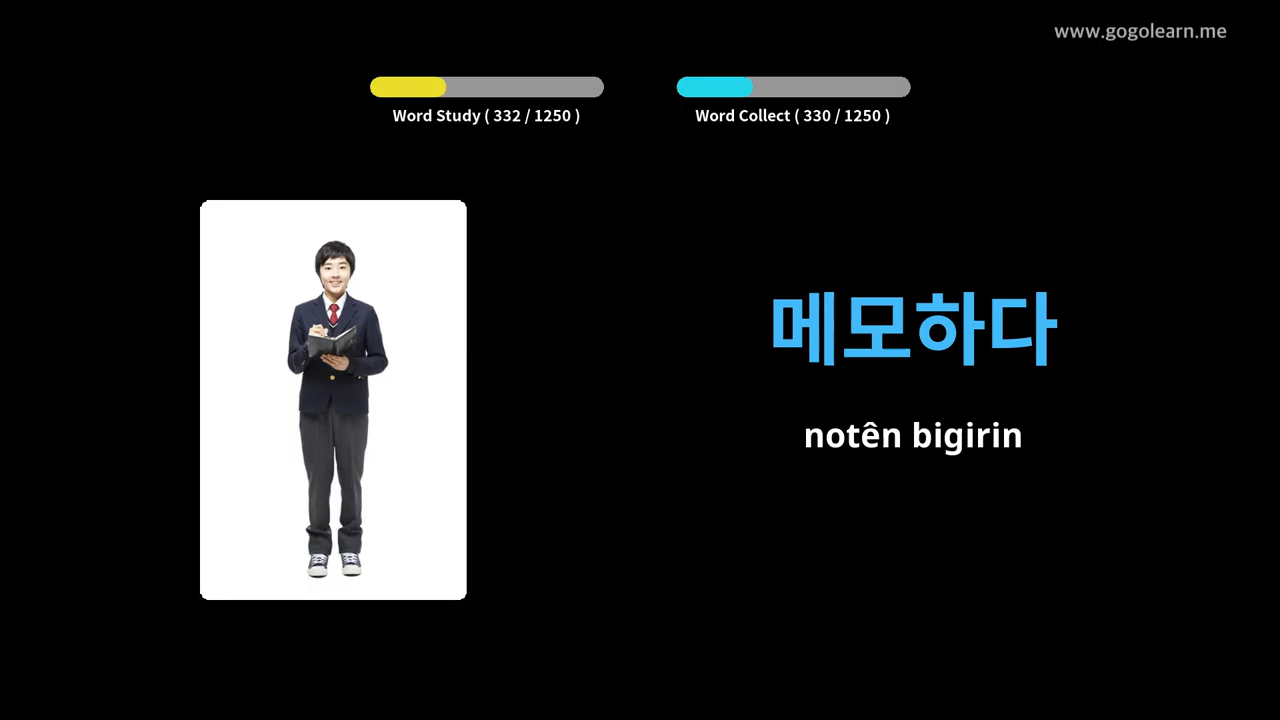 www.gogolearn.me
Word Study ( 332 / 1250 )
Word Collect ( 330 / 1250 )
메모하다
notên bigirin